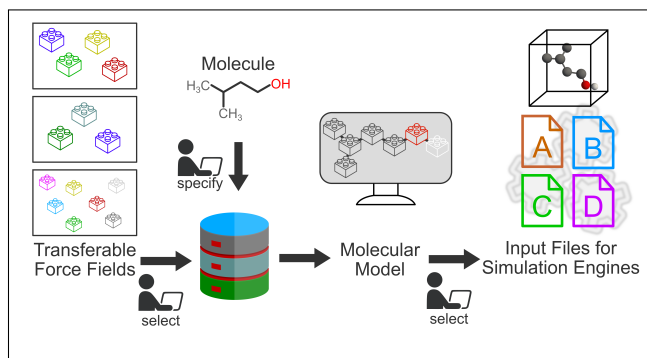 Molecule
H₃C
OH
CH₃
specify
A
B
C
D
Transferable
Force Fields
Molecular
Model
Input Files for
Simulation Engines
select
select